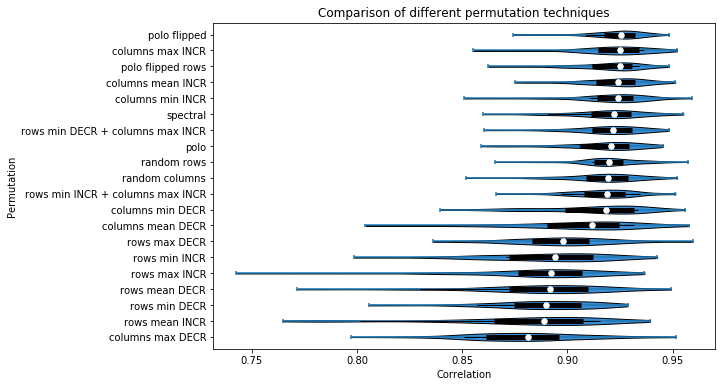 Comparison of different permutation techniques
Permutation
polo flipped
columns max INCR
polo flipped rows
columns mean INCR
columns min INCR
spectral
rows min DECR + columns max INCR
polo
random rows
random columns
rows min INCR + columns max INCR
columns min DECR
columns mean DECR
rows max DECR
rows min INCR
rows max INCR
rows mean DECR
rows min DECR
rows mean INCR
columns max DECR
0.75 0.80 0.85 0.90 0.95
Correlation